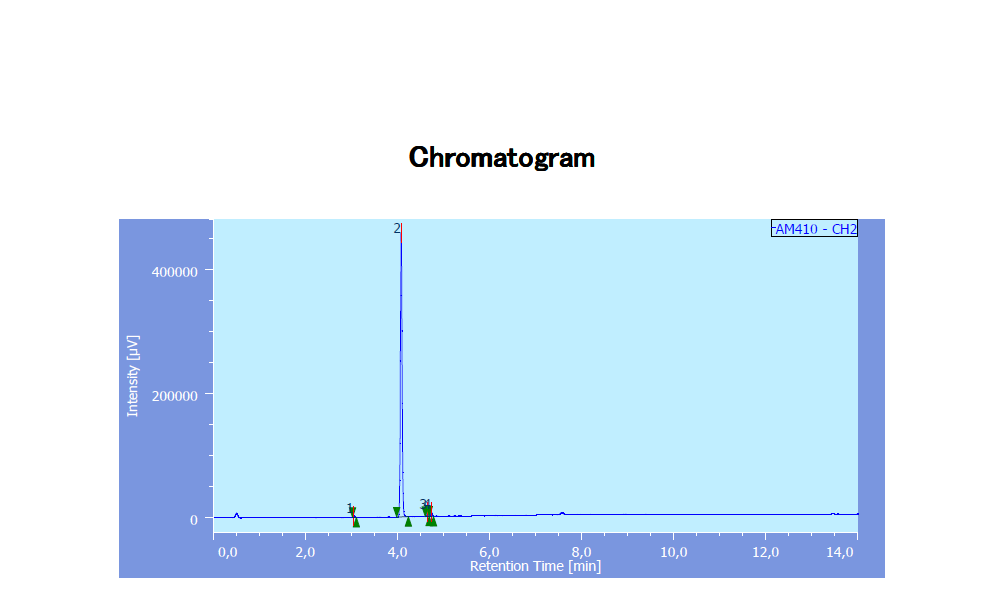 Chromatogram
AM410 - CH2
2
400000
Intensity [µV]
200000
1
3
4
0
0,0 2,0 4,0 6,0 8,0 10,0 12,0 14,0
Retention Time [min]